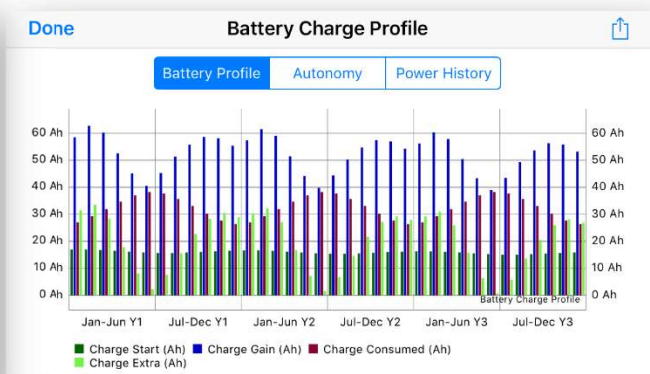 Done Battery Charge Profile
Battery Profile Autonomy Power History
60 Ah 60 Ah
50 Ah 50 Ah
40 Ah 40 Ah
30 Ah 30 Ah
20 Ah 20 Ah
10 Ah 10 Ah
0 Ah Battery Charge Profile 0 Ah
Jan-Jun Y1 Jul-Dec Y1 Jan-Jun Y2 Jul-Dec Y2 Jan-Jun Y3 Jul-Dec Y3
Charge Start (Ah) Charge Gain (Ah) Charge Consumed (Ah)
Charge Extra (Ah)